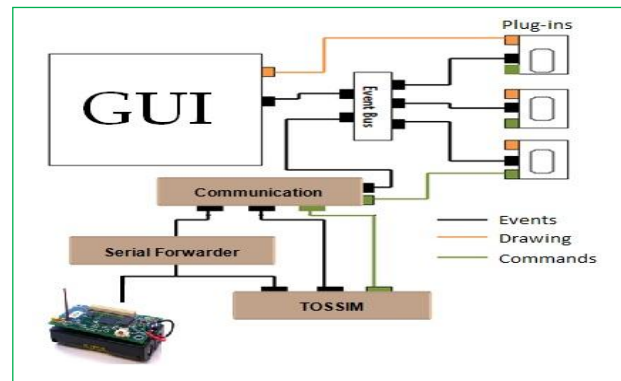 Plug-ins
GUI
Event Bus
Communication
Events
Serial Forwarder
Drawing
Commands
TOSSIM